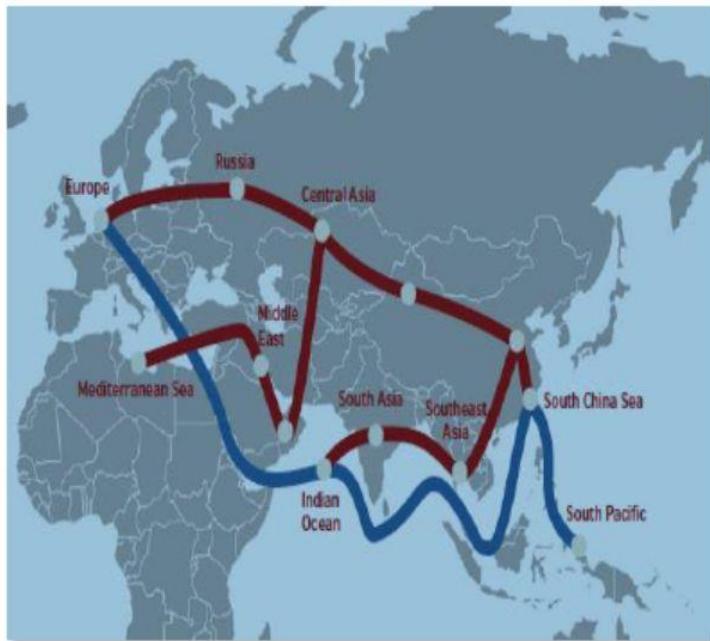 Russia
Europe
Central Asia
Middle
East
Mediterranean Sea
South Asia
Southeast
Asia
South China Sea
Indian
Ocean
South Pacific